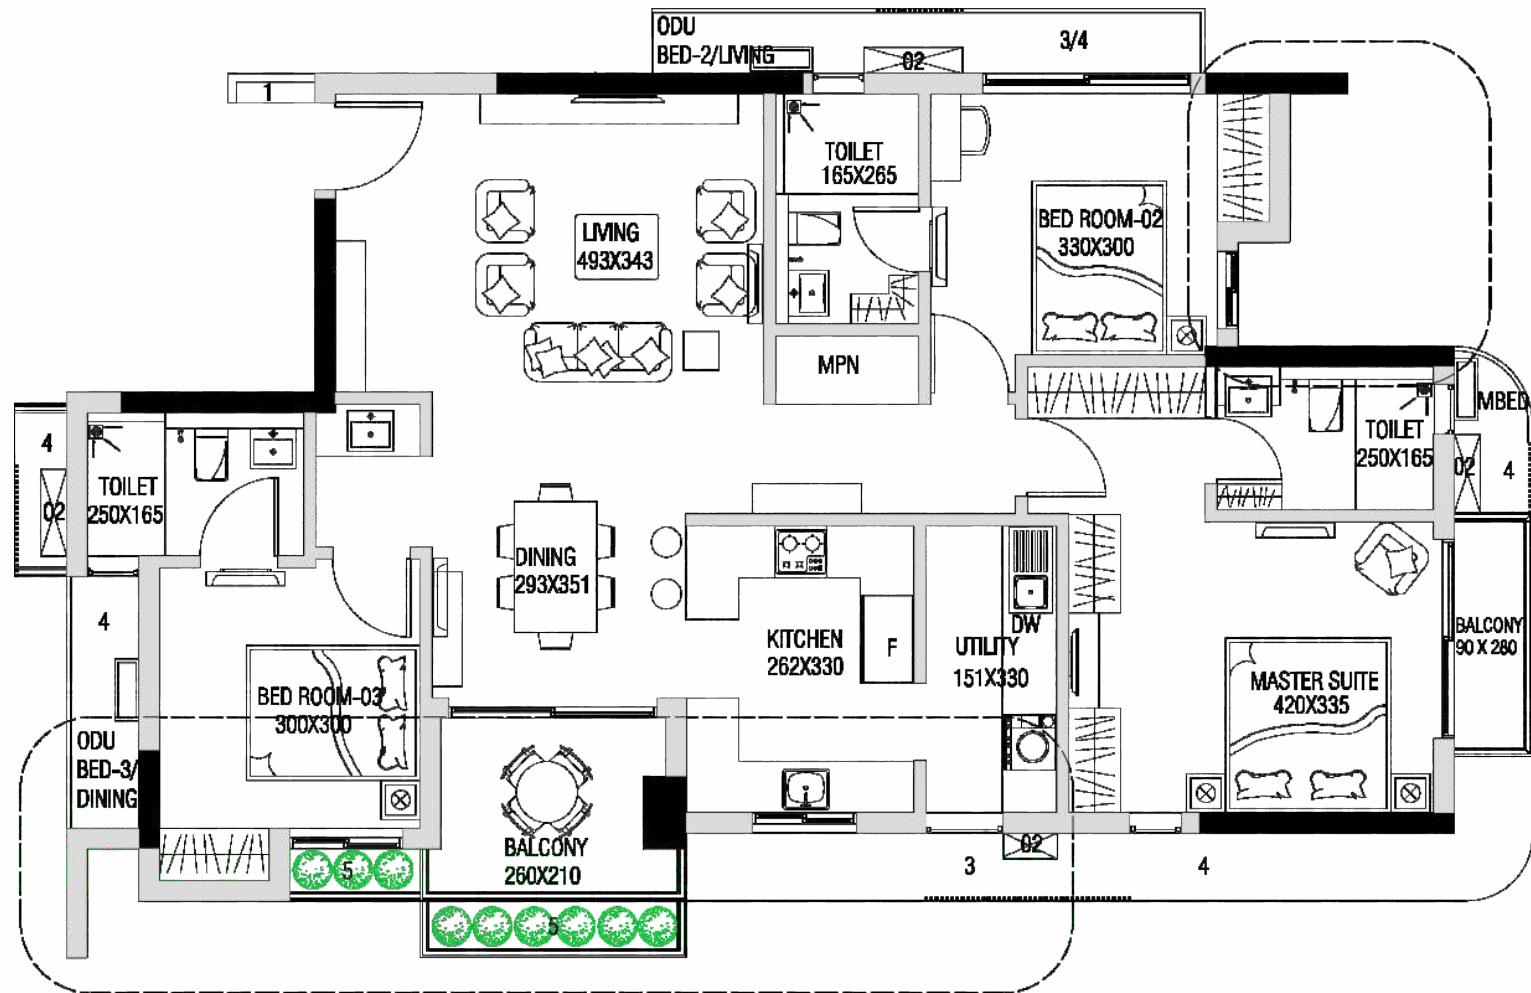 ODU
BED-2/LIVING
3/4
02
1
TOILET
165X265
LIVING
493X343
BED ROOM-02
330X300
MPN
MBED
4
TOILET
250X165
02
TOILET
250X165
02
4
DINING
293X351
KITCHEN
262X330
F
UTILITY
151X330
DW
BALCONY
90 X 280
MASTER SUITE
420X335
4
BED ROOM-03
300X300
ODU
BED-3/
DINING
BALCONY
260X210
02
3
4
5
5